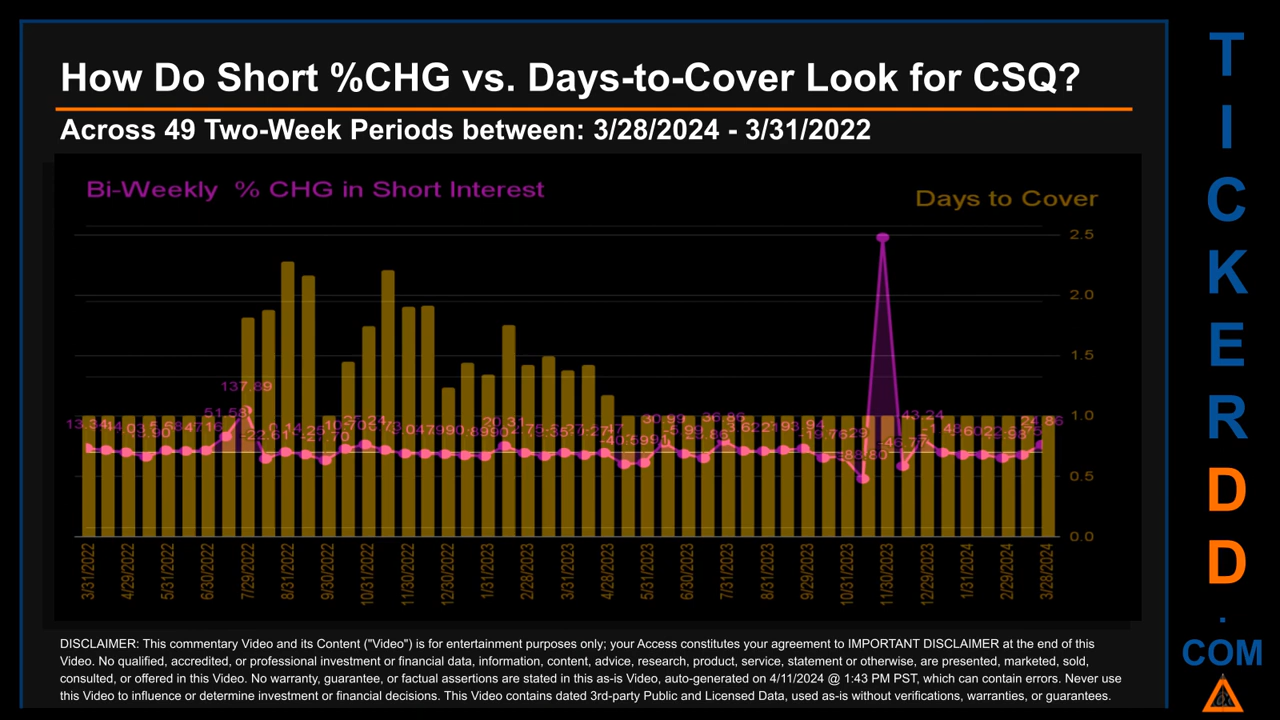 How Do Short %CHG vs. Days-to-Cover Look for CSQ?
Across 49 Two-Week Periods between: 3/28/2024 - 3/31/2022
Bi-Weekly % CHG in Short Interest
Days to Cover
2.5
2.0
1.5
1.0
0.5
0.0
137.89
51.58
13.34
-22.61
20.31
30.99
36.86
43.24
24.86
-46.77
-88.80
3/31/2022
4/29/2022
5/31/2022
6/30/2022
7/29/2022
8/31/2022
9/30/2022
10/31/2022
11/30/2022
12/30/2022
1/31/2023
2/28/2023
3/31/2023
4/28/2023
5/31/2023
6/30/2023
7/31/2023
8/31/2023
9/29/2023
10/31/2023
11/30/2023
12/29/2023
1/31/2024
2/29/2024
3/28/2024
DISCLAIMER: This commentary Video and its Content ("Video") is for entertainment purposes only; your Access constitutes your agreement to IMPORTANT DISCLAIMER at the end of this
Video. No qualified, accredited, or professional investment or financial data, information, content, advice, research, product, service, statement or otherwise, are presented, marketed, sold,
consulted, or offered in this Video. No warranty, guarantee, or factual assertions are stated in this as-is Video, auto-generated on 4/11/2024 @ 1:43 PM PST, which can contain errors. Never use
this Video to influence or determine investment or financial decisions. This Video contains dated 3rd-party Public and Licensed Data, used as-is without verifications, warranties, or guarantees.
T
I
C
K
E
R
D
D
.
COM